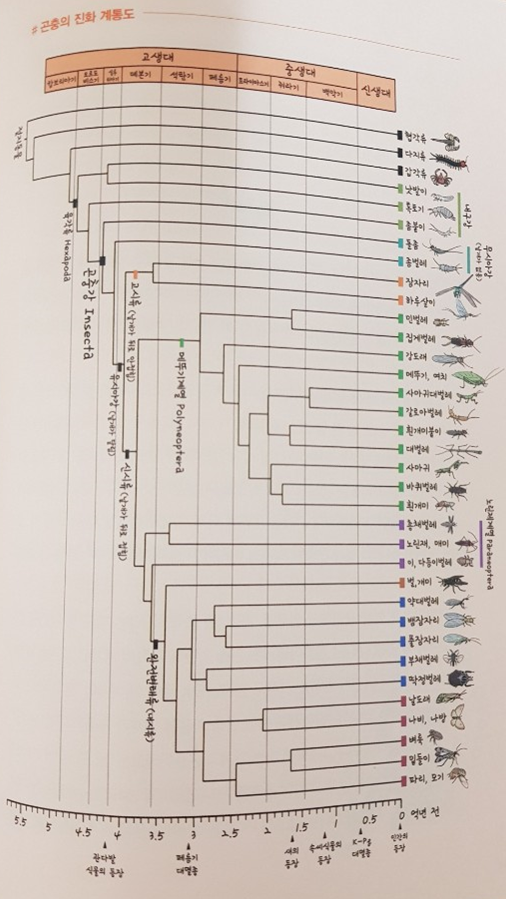 # 곤충의 진화 계통도
고생대
중생대
신생대
캄브리아기
오르도비스기
실루리아기
데본기
석탄기
페름기
트라이아스기
쥐라기
백악기
절지동물
육각류 Hexapoda
곤충강 Insecta
고시류 (날개가 뒤로 안 접힘)
유시아강 (날개가 달림)
신시류 (날개가 뒤로 접힘)
메뚜기계열 Polyneoptera
완전변태류 (내시류)
협각류
다지류
갑각류
낫발이
톡토기
좀붙이
돌좀
좀벌레
잠자리
하루살이
민벌레
집게벌레
강도래
메뚜기, 여치
사마귀대벌레
갈로아벌레
흰개미붙이
대벌레
사마귀
바퀴벌레
흰개미
총채벌레
노린재, 매미
이, 다듬이벌레
벌, 개미
약대벌레
뱀잠자리
풀잠자리
부채벌레
딱정벌레
날도래
나비, 나방
벼룩
밑들이
파리, 모기
내구강
무시아강
(날개가 없음)
노린재계열 Paraneoptera
5.5 5 4.5 4 3.5 3 2.5 2 1.5 1 0.5 0 억년 전
관다발
식물의 등장
페름기
대멸종
새의
등장
속씨식물의
등장
K-Pg
대멸종
인간의
등장